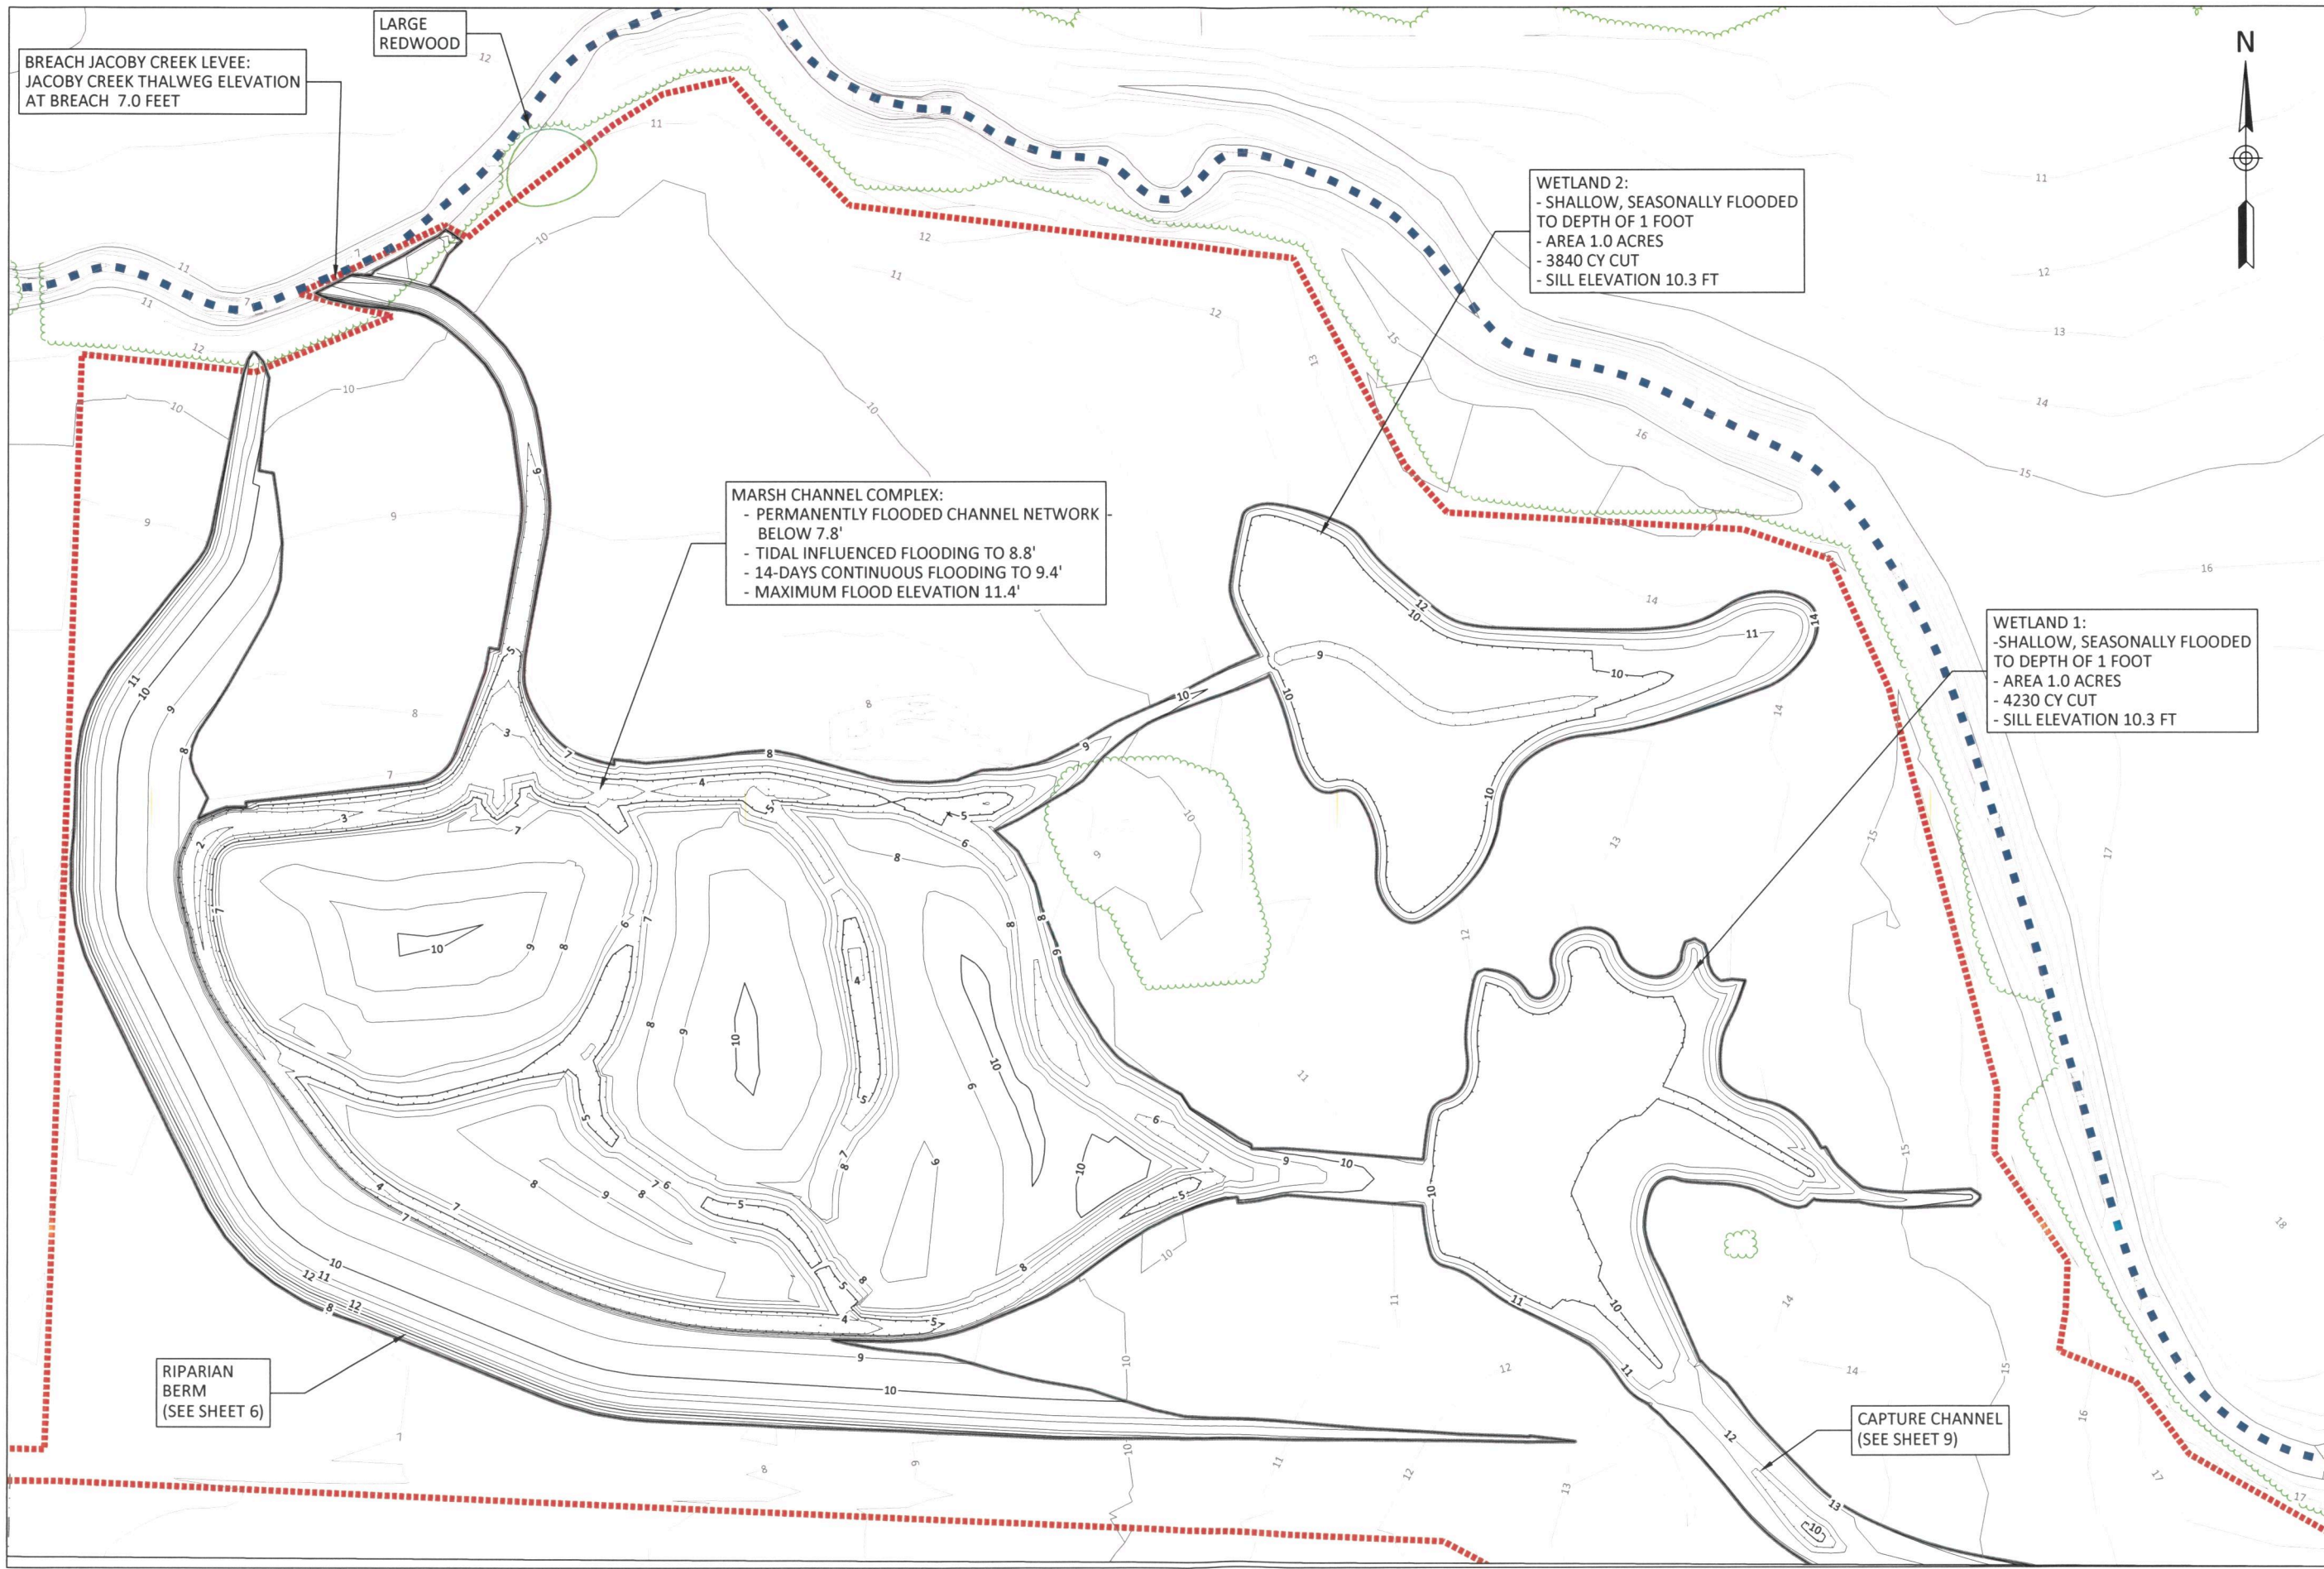 LARGE
REDWOOD
BREACH JACOBY CREEK LEVEE:
JACOBY CREEK THALWEG ELEVATION
AT BREACH 7.0 FEET
N
WETLAND 2:
- SHALLOW, SEASONALLY FLOODED
TO DEPTH OF 1 FOOT
- AREA 1.0 ACRES
- 3840 CY CUT
- SILL ELEVATION 10.3 FT
MARSH CHANNEL COMPLEX:
- PERMANENTLY FLOODED CHANNEL NETWORK -
BELOW 7.8'
- TIDAL INFLUENCED FLOODING TO 8.8'
- 14-DAYS CONTINUOUS FLOODING TO 9.4'
- MAXIMUM FLOOD ELEVATION 11.4'
WETLAND 1:
-SHALLOW, SEASONALLY FLOODED
TO DEPTH OF 1 FOOT
- AREA 1.0 ACRES
- 4230 CY CUT
- SILL ELEVATION 10.3 FT
RIPARIAN
BERM
(SEE SHEET 6)
CAPTURE CHANNEL
(SEE SHEET 9)